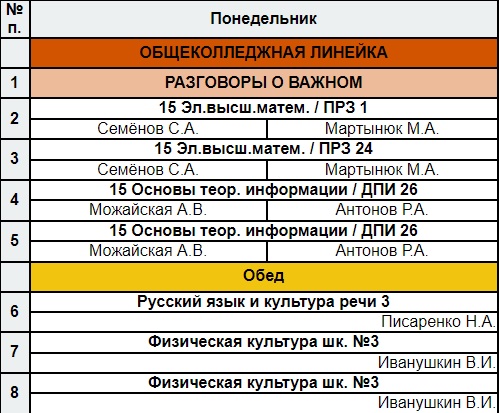 № п.
Понедельник
ОБЩЕКОЛЛЕДЖНАЯ ЛИНЕЙКА
1 РАЗГОВОРЫ О ВАЖНОМ
2 15 Эл.высш.матем. / ПРЗ 1
Семёнов С.А. Мартынюк М.А.
3 15 Эл.высш.матем. / ПРЗ 24
Семёнов С.А. Мартынюк М.А.
4 15 Основы теор. информации / ДПИ 26
Можайская А.В. Антонов Р.А.
5 15 Основы теор. информации / ДПИ 26
Можайская А.В. Антонов Р.А.
Обед
6 Русский язык и культура речи 3
Писаренко Н.А.
7 Физическая культура шк. №3
Иванушкин В.И.
8 Физическая культура шк. №3
Иванушкин В.И.